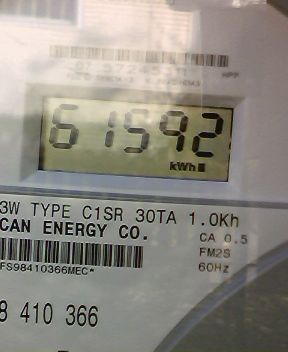 61592
kWh
3W TYPE C1SR 30TA 1.0Kh
CAN ENERGY CO.
CA 0.5
FM2S
60Hz
FS98410366MEC*
8 410 366